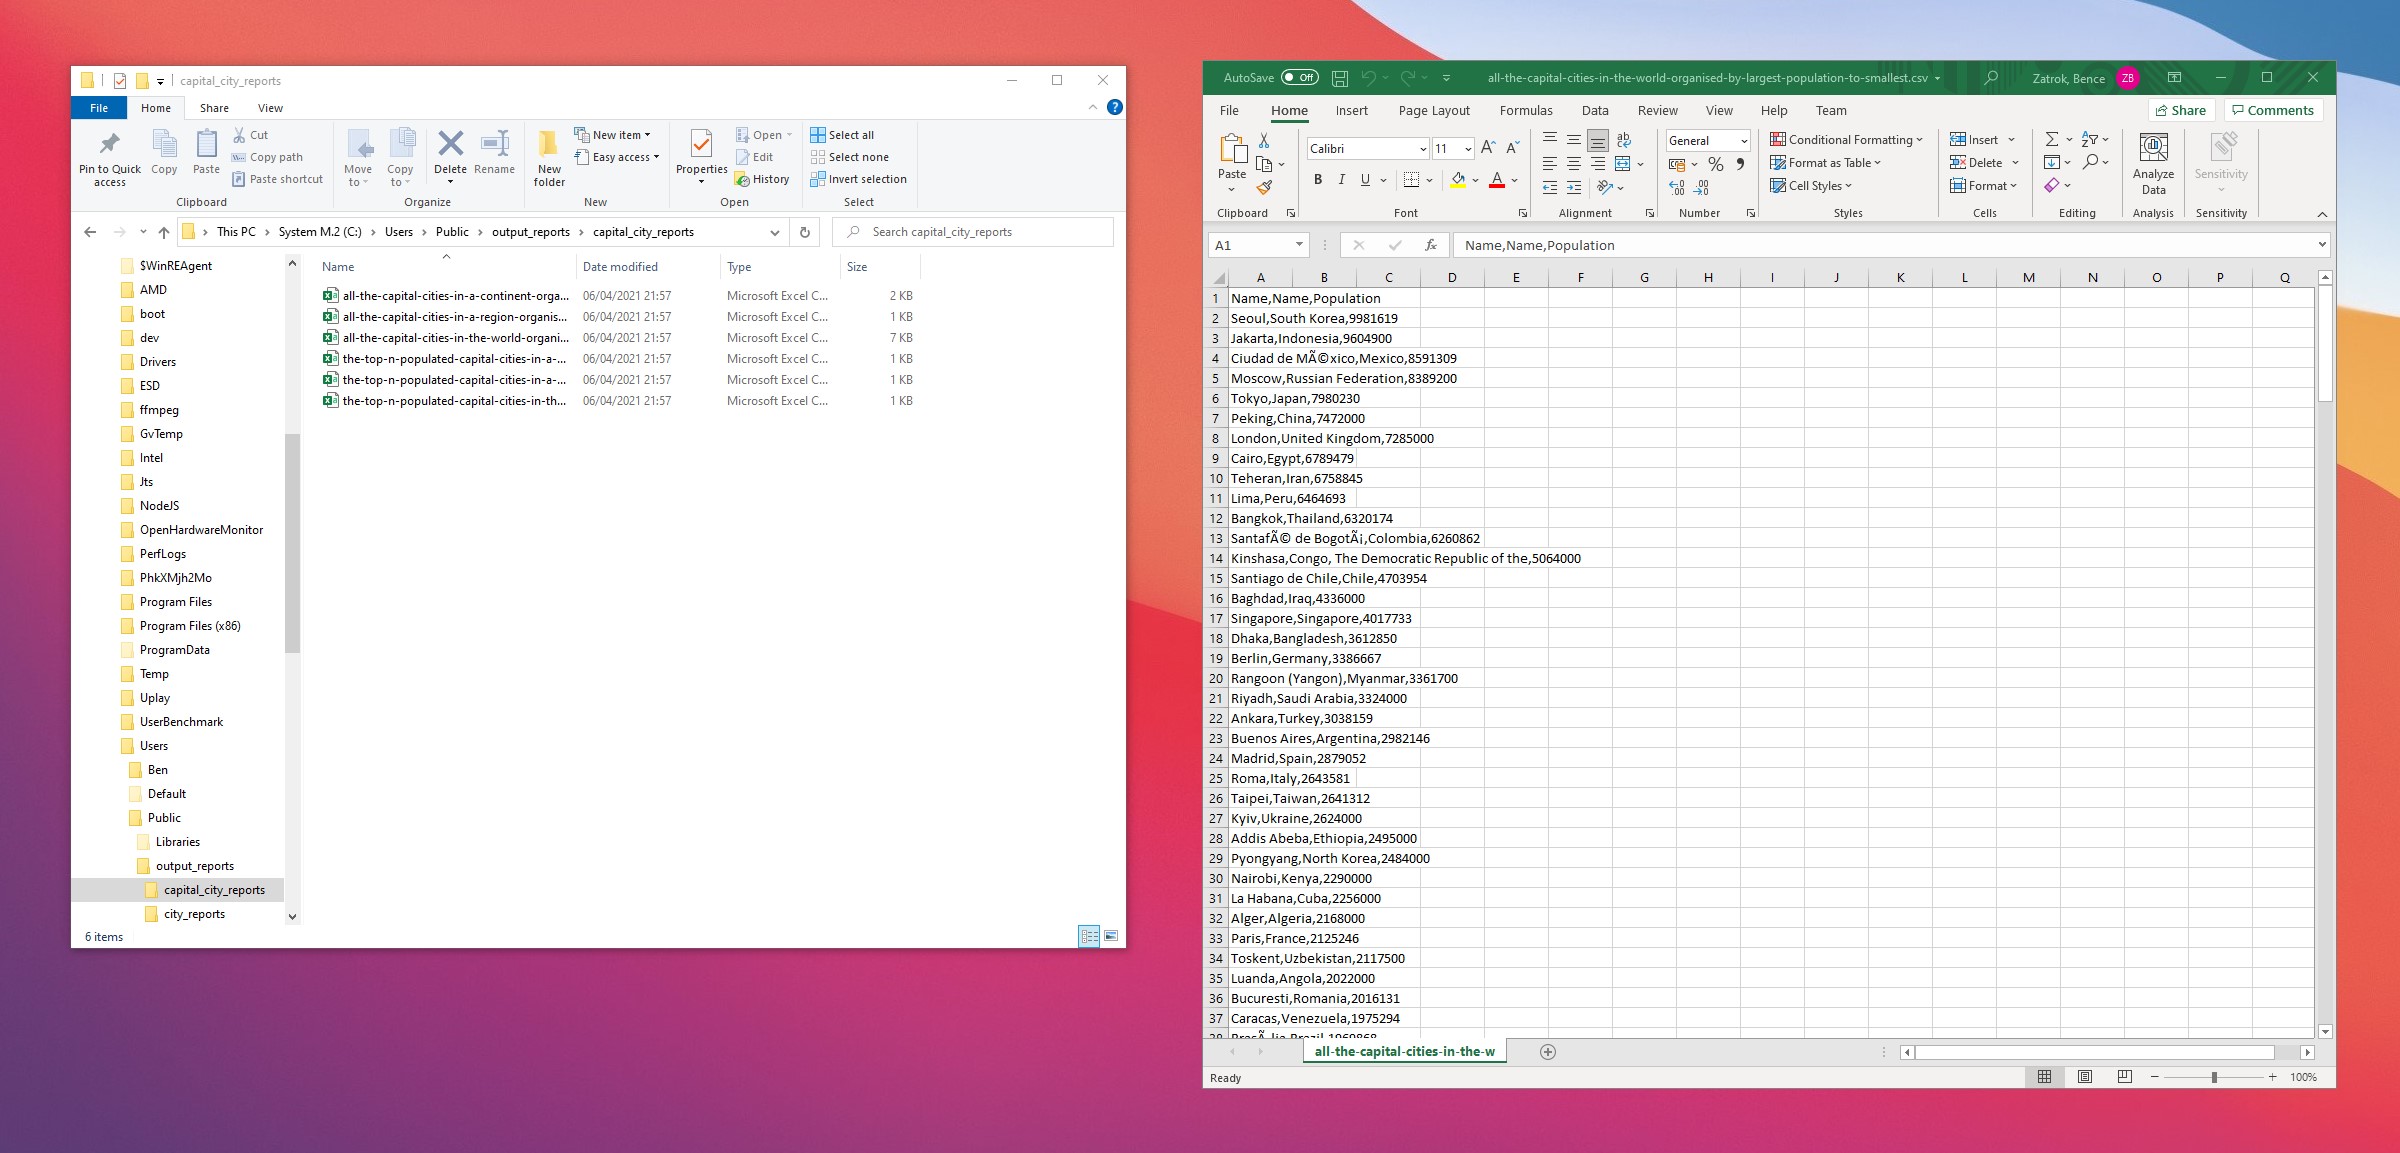 capital_city_reports
File Home Share View
Pin to Quick access
Copy
Paste
Cut
Copy path
Paste shortcut
Clipboard
Move to
Copy to
Delete
Rename
Organize
New folder
New item
Easy access
New
Properties
Open
Edit
History
Open
Select all
Select none
Invert selection
Select
This PC > System M.2 (C:) > Users > Public > output_reports > capital_city_reports
Search capital_city_reports
$WinREAgent
AMD
boot
dev
Drivers
ESD
ffmpeg
GvTemp
Intel
Jts
NodeJS
OpenHardwareMonitor
PerfLogs
PhkXMjh2Mo
Program Files
Program Files (x86)
ProgramData
Temp
Uplay
UserBenchmark
Users
Ben
Default
Public
Libraries
output_reports
capital_city_reports
city_reports
Name Date modified Type Size
all-the-capital-cities-in-a-continent-orga... 06/04/2021 21:57 Microsoft Excel C... 2 KB
all-the-capital-cities-in-a-region-organis... 06/04/2021 21:57 Microsoft Excel C... 1 KB
all-the-capital-cities-in-the-world-organi... 06/04/2021 21:57 Microsoft Excel C... 7 KB
the-top-n-populated-capital-cities-in-a-... 06/04/2021 21:57 Microsoft Excel C... 1 KB
the-top-n-populated-capital-cities-in-a-... 06/04/2021 21:57 Microsoft Excel C... 1 KB
the-top-n-populated-capital-cities-in-th... 06/04/2021 21:57 Microsoft Excel C... 1 KB
6 items
AutoSave Off all-the-capital-cities-in-the-world-organised-by-largest-population-to-smallest.csv Zatrok, Bence ZB
File Home Insert Page Layout Formulas Data Review View Help Team Share Comments
Paste
Clipboard
Calibri 11
B I U
Font
ab
Alignment
General
%
Number
Conditional Formatting
Format as Table
Cell Styles
Styles
Insert
Delete
Format
Cells
Editing
Analyze Data
Analysis
Sensitivity
Sensitivity
A1 fx Name,Name,Population
A B C D E F G H I J K L M N O P Q
1 Name,Name,Population
2 Seoul,South Korea,9981619
3 Jakarta,Indonesia,9604900
4 Ciudad de MÃ©xico,Mexico,8591309
5 Moscow,Russian Federation,8389200
6 Tokyo,Japan,7980230
7 Peking,China,7472000
8 London,United Kingdom,7285000
9 Cairo,Egypt,6789479
10 Teheran,Iran,6758845
11 Lima,Peru,6464693
12 Bangkok,Thailand,6320174
13 SantafÃ© de BogotÃ¡,Colombia,6260862
14 Kinshasa,Congo, The Democratic Republic of the,5064000
15 Santiago de Chile,Chile,4703954
16 Baghdad,Iraq,4336000
17 Singapore,Singapore,4017733
18 Dhaka,Bangladesh,3612850
19 Berlin,Germany,3386667
20 Rangoon (Yangon),Myanmar,3361700
21 Riyadh,Saudi Arabia,3324000
22 Ankara,Turkey,3038159
23 Buenos Aires,Argentina,2982146
24 Madrid,Spain,2879052
25 Roma,Italy,2643581
26 Taipei,Taiwan,2641312
27 Kyiv,Ukraine,2624000
28 Addis Abeba,Ethiopia,2495000
29 Pyongyang,North Korea,2484000
30 Nairobi,Kenya,2290000
31 La Habana,Cuba,2256000
32 Alger,Algeria,2168000
33 Paris,France,2125246
34 Toskent,Uzbekistan,2117500
35 Luanda,Angola,2022000
36 Bucuresti,Romania,2016131
37 Caracas,Venezuela,1975294
all-the-capital-cities-in-the-w
Ready
100%